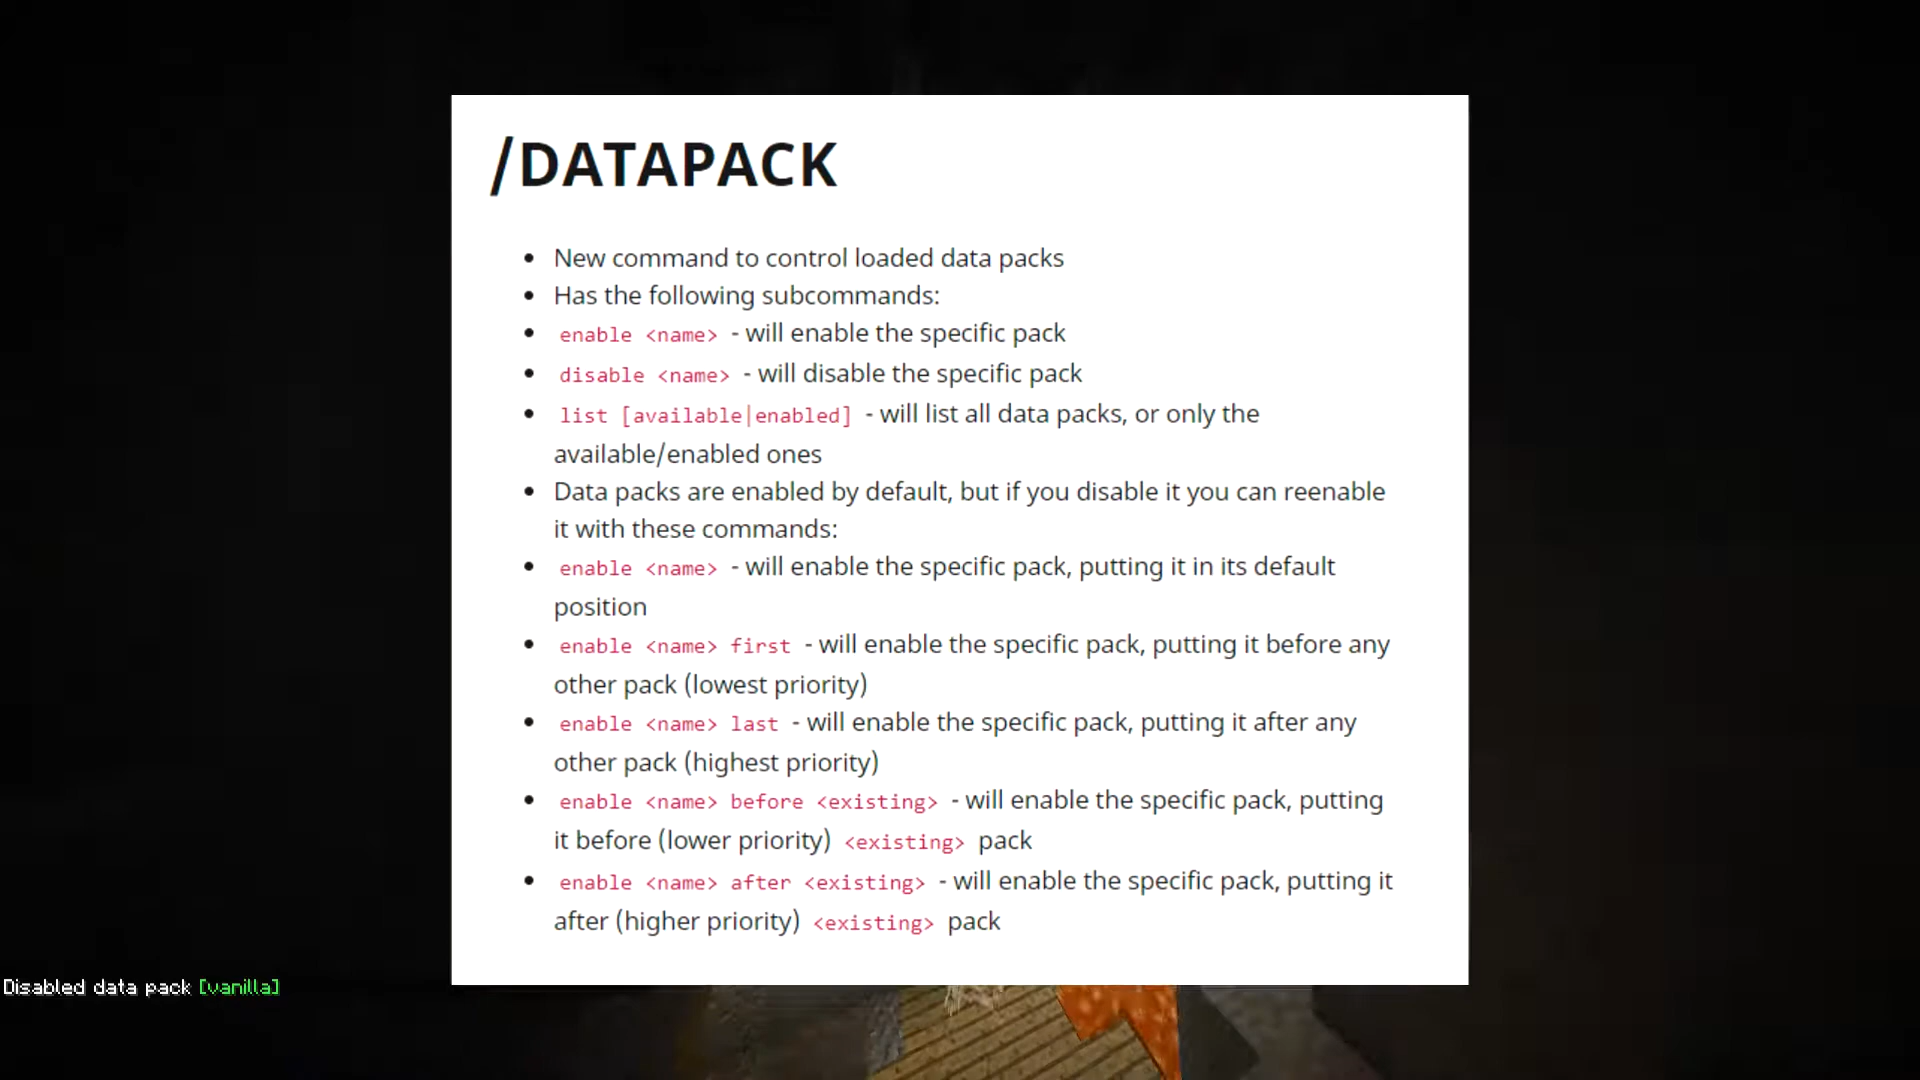 /DATAPACK
• New command to control loaded data packs
• Has the following subcommands:
• enable <name> - will enable the specific pack
• disable <name> - will disable the specific pack
• list [available|enabled] - will list all data packs, or only the
available/enabled ones
• Data packs are enabled by default, but if you disable it you can reenable
it with these commands:
• enable <name> - will enable the specific pack, putting it in its default
position
• enable <name> first - will enable the specific pack, putting it before any
other pack (lowest priority)
• enable <name> last - will enable the specific pack, putting it after any
other pack (highest priority)
• enable <name> before <existing> - will enable the specific pack, putting
it before (lower priority) <existing> pack
• enable <name> after <existing> - will enable the specific pack, putting it
after (higher priority) <existing> pack
Disabled data pack [vanilla]